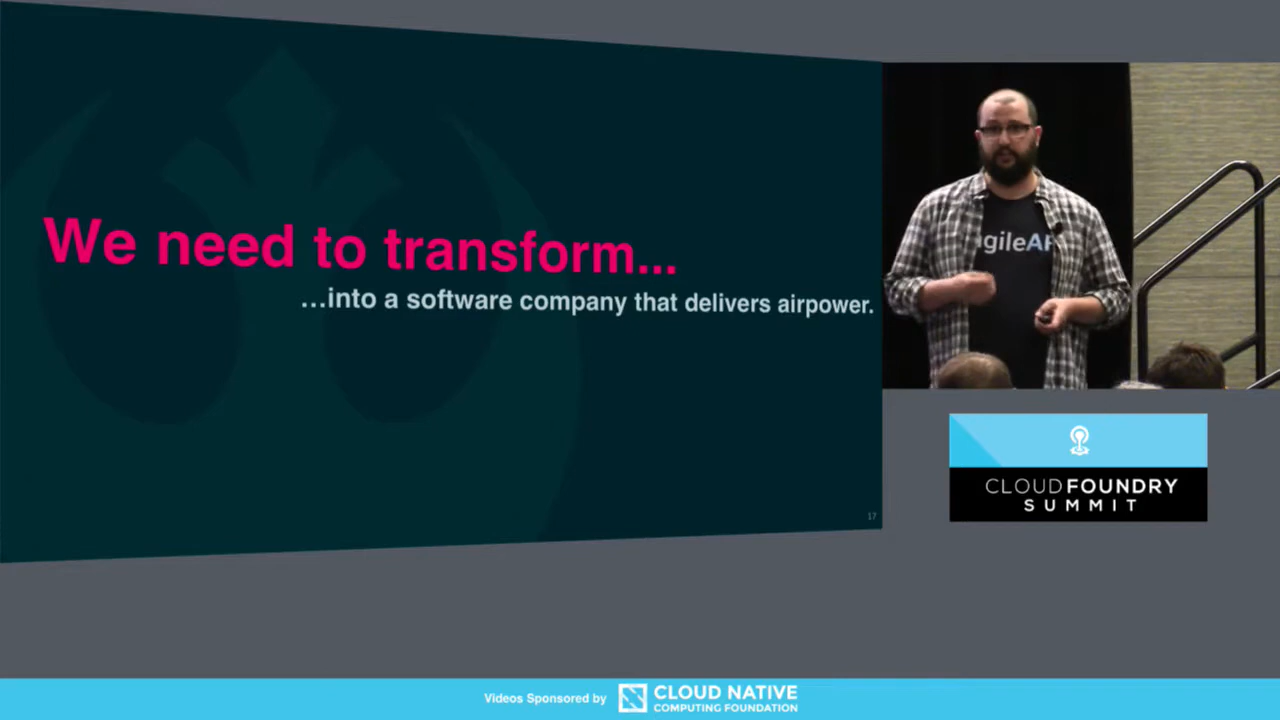 We need to transform...
...into a software company that delivers airpower.
17
gileAF
CLOUDFOUNDRY
SUMMIT
Videos Sponsored by
CLOUD NATIVE
COMPUTING FOUNDATION